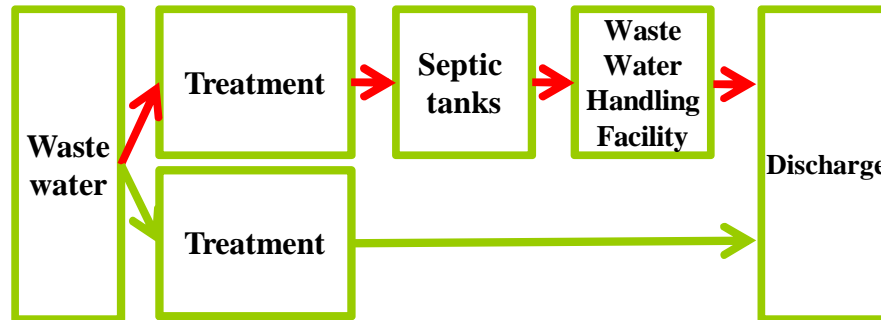 Waste
water
Treatment
Septic
tanks
Waste
Water
Handling
Facility
Discharge
Treatment